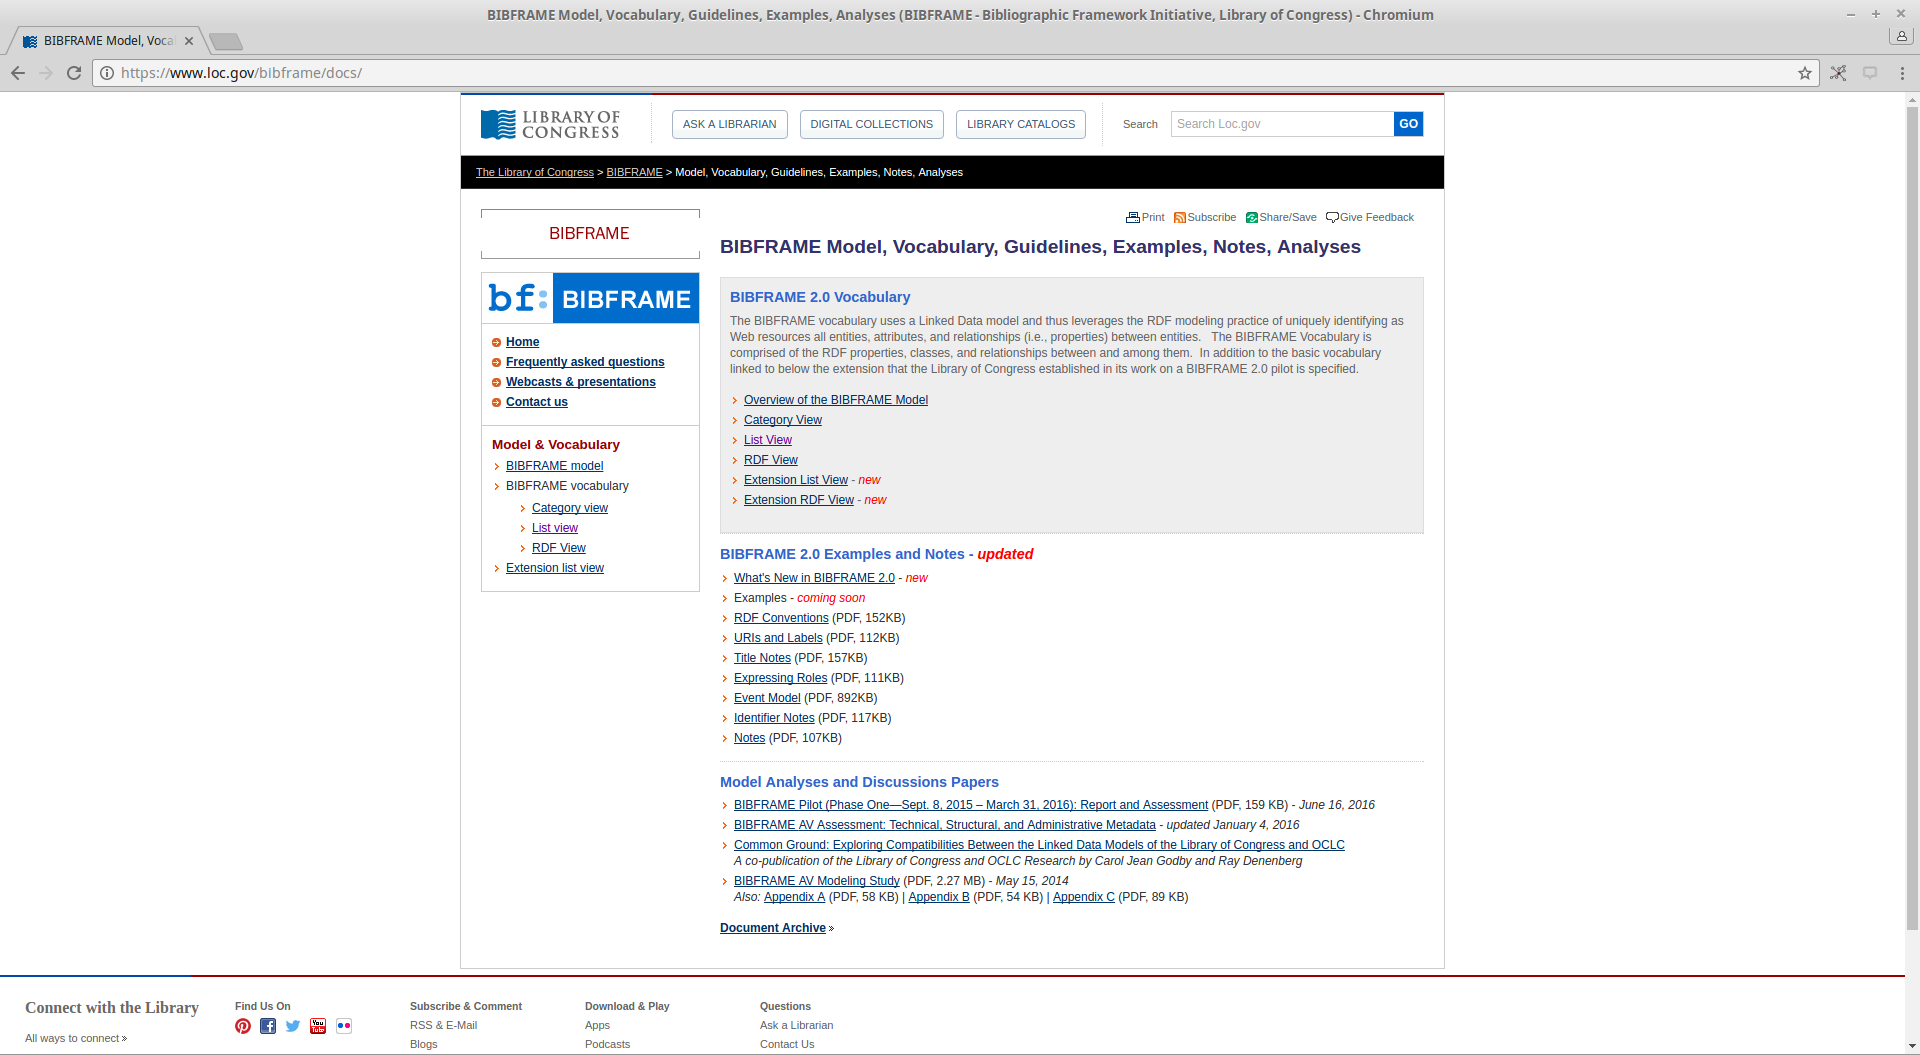 BIBFRAME Model, Vocabulary, Guidelines, Examples, Analyses (BIBFRAME - Bibliographic Framework Initiative, Library of Congress) - Chromium
BIBFRAME Model, Voca
https://www.loc.gov/bibframe/docs/
LIBRARY OF
CONGRESS
ASK A LIBRARIAN
DIGITAL COLLECTIONS
LIBRARY CATALOGS
Search
Search Loc.gov
GO
The Library of Congress > BIBFRAME > Model, Vocabulary, Guidelines, Examples, Notes, Analyses
BIBFRAME
bf: BIBFRAME
Home
Frequently asked questions
Webcasts & presentations
Contact us
Model & Vocabulary
BIBFRAME model
BIBFRAME vocabulary
Category view
List view
RDF View
Extension list view
Print Subscribe Share/Save Give Feedback
BIBFRAME Model, Vocabulary, Guidelines, Examples, Notes, Analyses
BIBFRAME 2.0 Vocabulary
The BIBFRAME vocabulary uses a Linked Data model and thus leverages the RDF modeling practice of uniquely identifying as
Web resources all entities, attributes, and relationships (i.e., properties) between entities. The BIBFRAME Vocabulary is
comprised of the RDF properties, classes, and relationships between and among them. In addition to the basic vocabulary
linked to below the extension that the Library of Congress established in its work on a BIBFRAME 2.0 pilot is specified.
Overview of the BIBFRAME Model
Category View
List View
RDF View
Extension List View - new
Extension RDF View - new
BIBFRAME 2.0 Examples and Notes - updated
What's New in BIBFRAME 2.0 - new
Examples - coming soon
RDF Conventions (PDF, 152KB)
URIs and Labels (PDF, 112KB)
Title Notes (PDF, 157KB)
Expressing Roles (PDF, 111KB)
Event Model (PDF, 892KB)
Identifier Notes (PDF, 117KB)
Notes (PDF, 107KB)
Model Analyses and Discussions Papers
BIBFRAME Pilot (Phase One—Sept. 8, 2015 – March 31, 2016): Report and Assessment (PDF, 159 KB) - June 16, 2016
BIBFRAME AV Assessment: Technical, Structural, and Administrative Metadata - updated January 4, 2016
Common Ground: Exploring Compatibilities Between the Linked Data Models of the Library of Congress and OCLC
A co-publication of the Library of Congress and OCLC Research by Carol Jean Godby and Ray Denenberg
BIBFRAME AV Modeling Study (PDF, 2.27 MB) - May 15, 2014
Also: Appendix A (PDF, 58 KB) | Appendix B (PDF, 54 KB) | Appendix C (PDF, 89 KB)
Document Archive »
Connect with the Library
All ways to connect »
Find Us On
You Tube
Subscribe & Comment
RSS & E-Mail
Blogs
Download & Play
Apps
Podcasts
Questions
Ask a Librarian
Contact Us